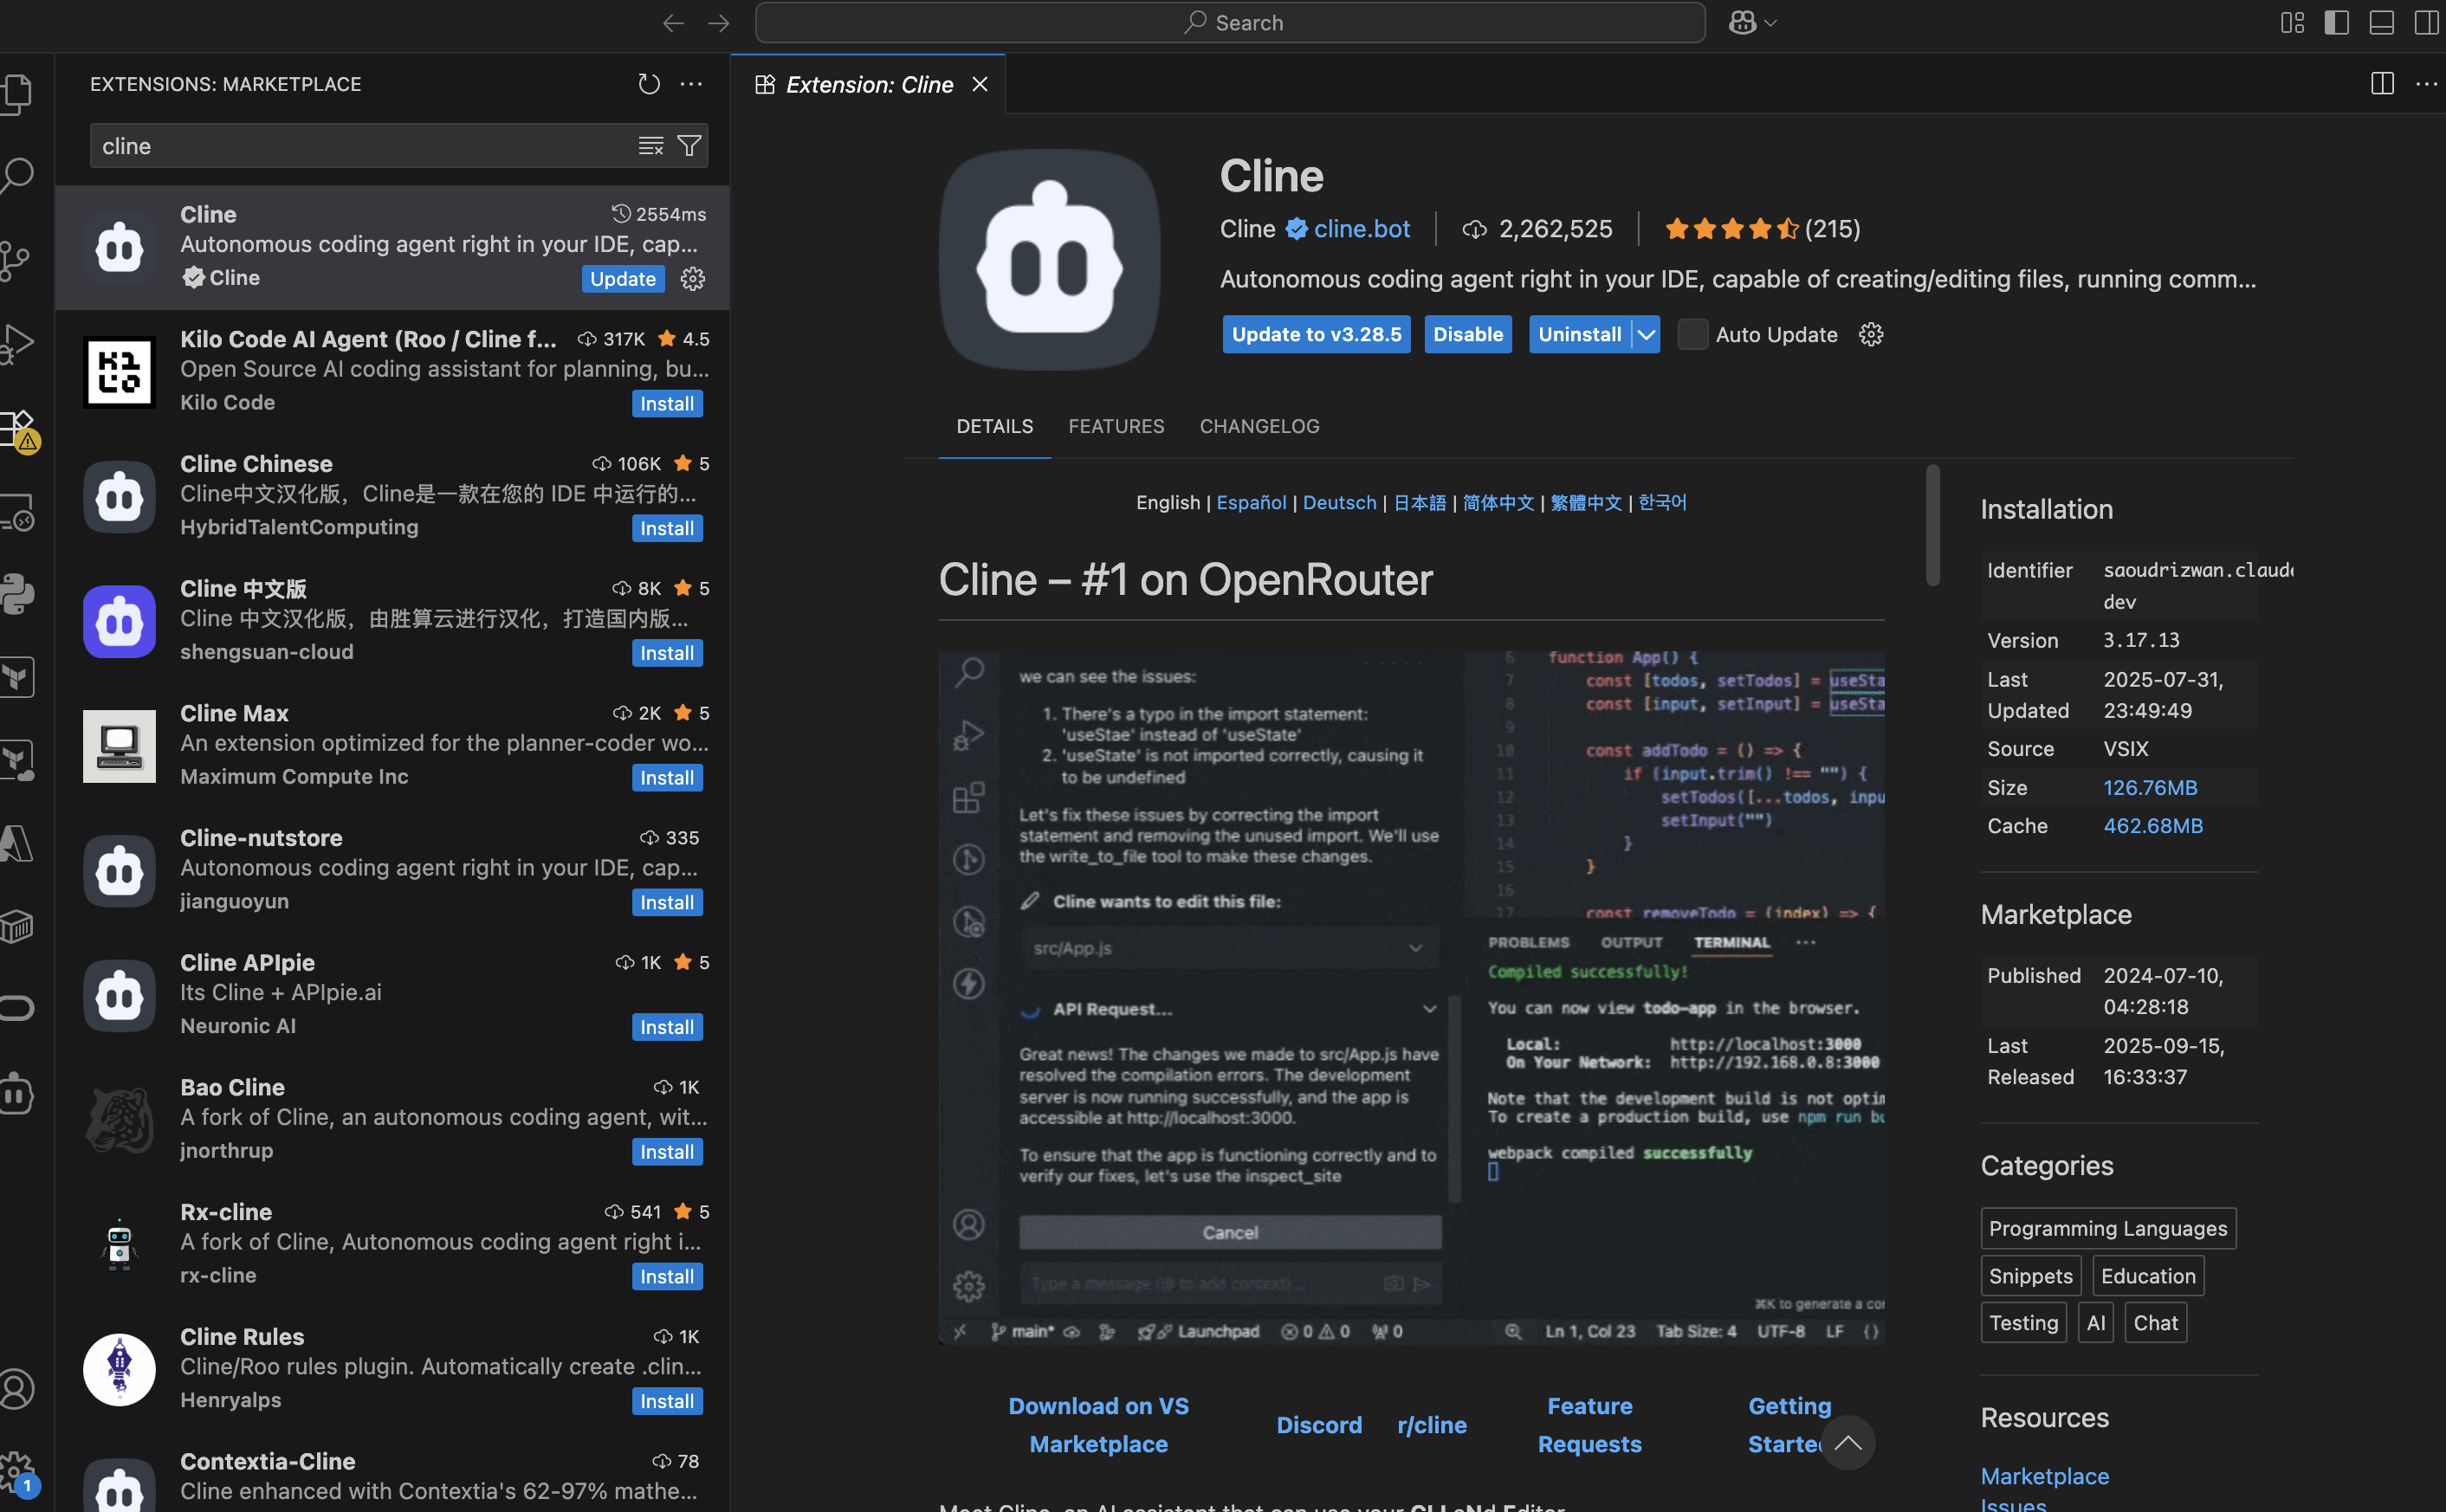 Search
EXTENSIONS: MARKETPLACE
cline
Cline
2554ms
Autonomous coding agent right in your IDE, cap...
Cline
Update
Kilo Code AI Agent (Roo / Cline f...
317K
4.5
Open Source AI coding assistant for planning, bu...
Kilo Code
Install
Cline Chinese
106K
5
Cline中文汉化版，Cline是一款在您的 IDE 中运行的...
HybridTalentComputing
Install
Cline 中文版
8K
5
Cline 中文汉化版，由胜算云进行汉化，打造国内版...
shengsuan-cloud
Install
Cline Max
2K
5
An extension optimized for the planner-coder wo...
Maximum Compute Inc
Install
Cline-nutstore
335
Autonomous coding agent right in your IDE, cap...
jianguoyun
Install
Cline APIpie
1K
5
Its Cline + APIpie.ai
Neuronic AI
Install
Bao Cline
1K
A fork of Cline, an autonomous coding agent, wit...
jnorthrup
Install
Rx-cline
541
5
A fork of Cline, Autonomous coding agent right i...
rx-cline
Install
Cline Rules
1K
Cline/Roo rules plugin. Automatically create .clin...
Henryalps
Install
Contextia-Cline
78
Cline enhanced with Contextia's 62-97% mathe...
1
Extension: Cline
Cline
Cline cline.bot | 2,262,525 | (215)
Autonomous coding agent right in your IDE, capable of creating/editing files, running comm...
Update to v3.28.5 Disable Uninstall Auto Update
DETAILS FEATURES CHANGELOG
English | Español | Deutsch | 日本語 | 简体中文 | 繁體中文 | 한국어
Cline – #1 on OpenRouter
we can see the issues:
1. There's a typo in the import statement:
'useStae' instead of 'useState'
2. 'useState' is not imported correctly, causing it
to be undefined
Let's fix these issues by correcting the import
statement and removing the unused import. We'll use
the write_to_file tool to make these changes.
Cline wants to edit this file:
src/App.js
API Request...
Great news! The changes we made to src/App.js have
resolved the compilation errors. The development
server is now running successfully, and the app is
accessible at http://localhost:3000.
To ensure that the app is functioning correctly and to
verify our fixes, let's use the inspect_site
Cancel
Type a message (@ to add context)...
6 function App() {
7 const [todos, setTodos] = useSta
8 const [input, setInput] = useSta
9
10 const addTodo = () => {
11 if (input.trim() !== "") {
12 setTodos([...todos, inpu
13 setInput("")
14 }
15 }
16
17 const removeTodo = (index) => {
PROBLEMS OUTPUT TERMINAL ...
Compiled successfully!
You can now view todo-app in the browser.
Local: http://localhost:3000
On Your Network: http://192.168.0.8:3000
Note that the development build is not optim
To create a production build, use npm run bu
webpack compiled successfully
⌘K to generate a co
main* Launchpad 0 0 0 Ln 1, Col 23 Tab Size: 4 UTF-8 LF {}
Download on VS
Marketplace
Discord
r/cline
Feature
Requests
Getting
Started
Meet Cline, an AI assistant that can use your CLI aNd Editor.
Installation
Identifier saoudrizwan.claude
dev
Version 3.17.13
Last
Updated
2025-07-31,
23:49:49
Source VSIX
Size 126.76MB
Cache 462.68MB
Marketplace
Published 2024-07-10,
04:28:18
Last
Released
2025-09-15,
16:33:37
Categories
Programming Languages
Snippets Education
Testing AI Chat
Resources
Marketplace
Issues